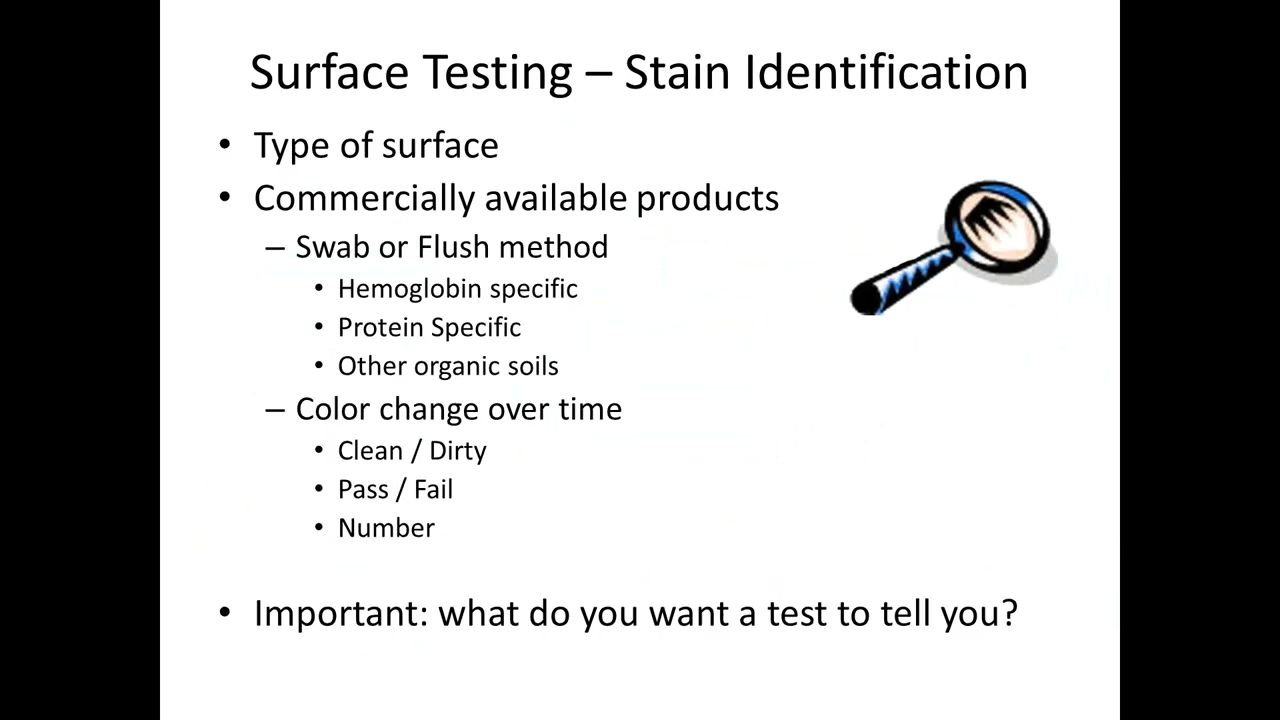 Surface Testing – Stain Identification
• Type of surface
• Commercially available products
– Swab or Flush method
• Hemoglobin specific
• Protein Specific
• Other organic soils
– Color change over time
• Clean / Dirty
• Pass / Fail
• Number
• Important: what do you want a test to tell you?